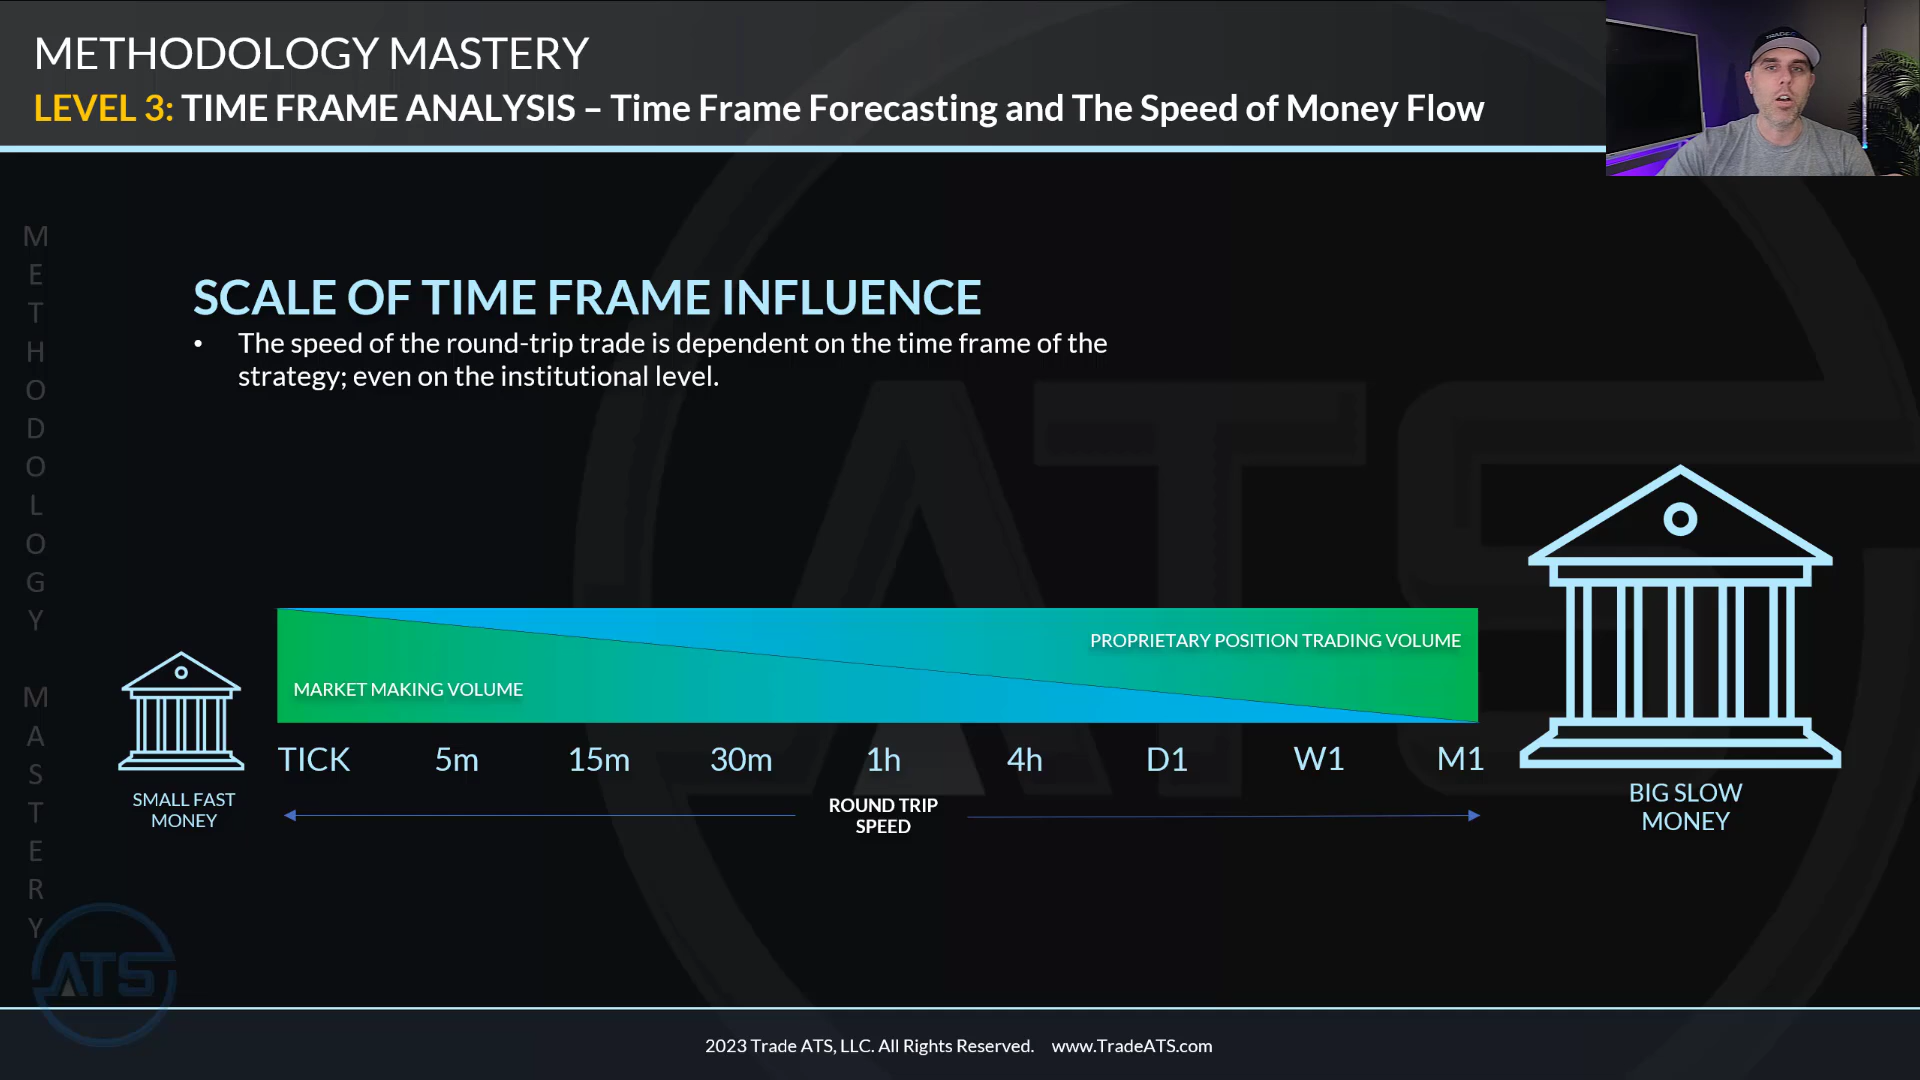 METHODOLOGY MASTERY
LEVEL 3: TIME FRAME ANALYSIS – Time Frame Forecasting and The Speed of Money Flow
METHODOLOGY MASTERY
SCALE OF TIME FRAME INFLUENCE
• The speed of the round-trip trade is dependent on the time frame of the
strategy; even on the institutional level.
PROPRIETARY POSITION TRADING VOLUME
MARKET MAKING VOLUME
TICK 5m 15m 30m 1h 4h D1 W1 M1
SMALL FAST
MONEY
ROUND TRIP
SPEED
BIG SLOW
MONEY
ATS
ATS
2023 Trade ATS, LLC. All Rights Reserved. www.TradeATS.com